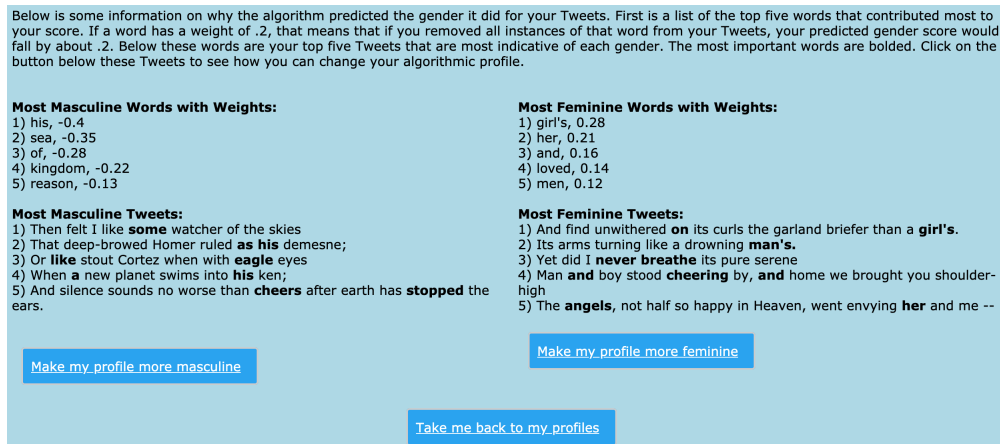 Below is some information on why the algorithm predicted the gender it did for your Tweets. First is a list of the top five words that contributed most to
your score. If a word has a weight of .2, that means that if you removed all instances of that word from your Tweets, your predicted gender score would
fall by about .2. Below these words are your top five Tweets that are most indicative of each gender. The most important words are bolded. Click on the
button below these Tweets to see how you can change your algorithmic profile.
Most Masculine Words with Weights:
1) his, -0.4
2) sea, -0.35
3) of, -0.28
4) kingdom, -0.22
5) reason, -0.13
Most Masculine Tweets:
1) Then felt I like some watcher of the skies
2) That deep-browed Homer ruled as his demesne;
3) Or like stout Cortez when with eagle eyes
4) When a new planet swims into his ken;
5) And silence sounds no worse than cheers after earth has stopped the
ears.
Make my profile more masculine
Most Feminine Words with Weights:
1) girl's, 0.28
2) her, 0.21
3) and, 0.16
4) loved, 0.14
5) men, 0.12
Most Feminine Tweets:
1) And find unwithered on its curls the garland briefer than a girl's.
2) Its arms turning like a drowning man's.
3) Yet did I never breathe its pure serene
4) Man and boy stood cheering by, and home we brought you shoulder-
high
5) The angels, not half so happy in Heaven, went envying her and me --
Make my profile more feminine
Take me back to my profiles